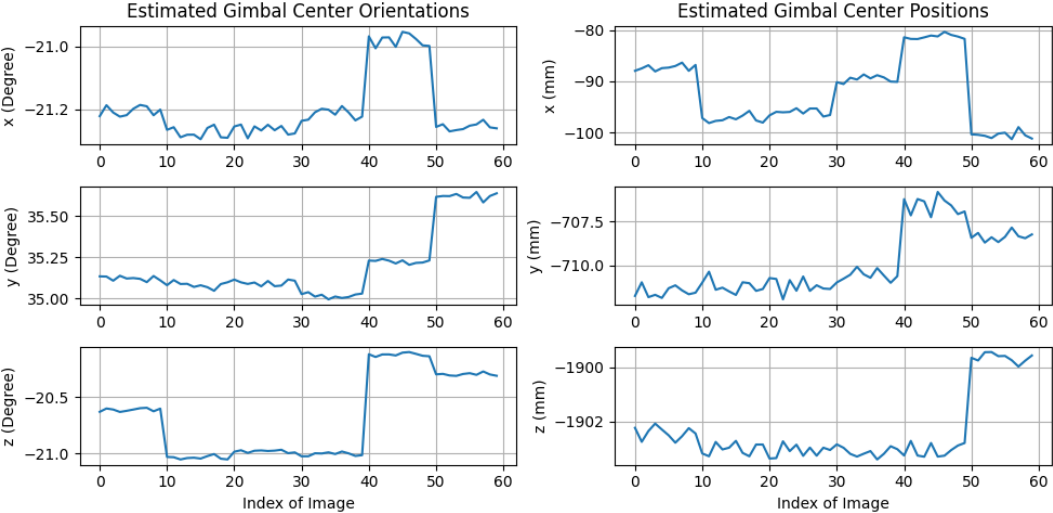 Estimated Gimbal Center Orientations
x (Degree)
−21.0
−21.2
0 10 20 30 40 50 60
y (Degree)
35.50
35.25
35.00
0 10 20 30 40 50 60
z (Degree)
−20.5
−21.0
0 10 20 30 40 50 60
Index of Image
Estimated Gimbal Center Positions
x (mm)
−80
−90
−100
0 10 20 30 40 50 60
y (mm)
−707.5
−710.0
0 10 20 30 40 50 60
z (mm)
−1900
−1902
0 10 20 30 40 50 60
Index of Image